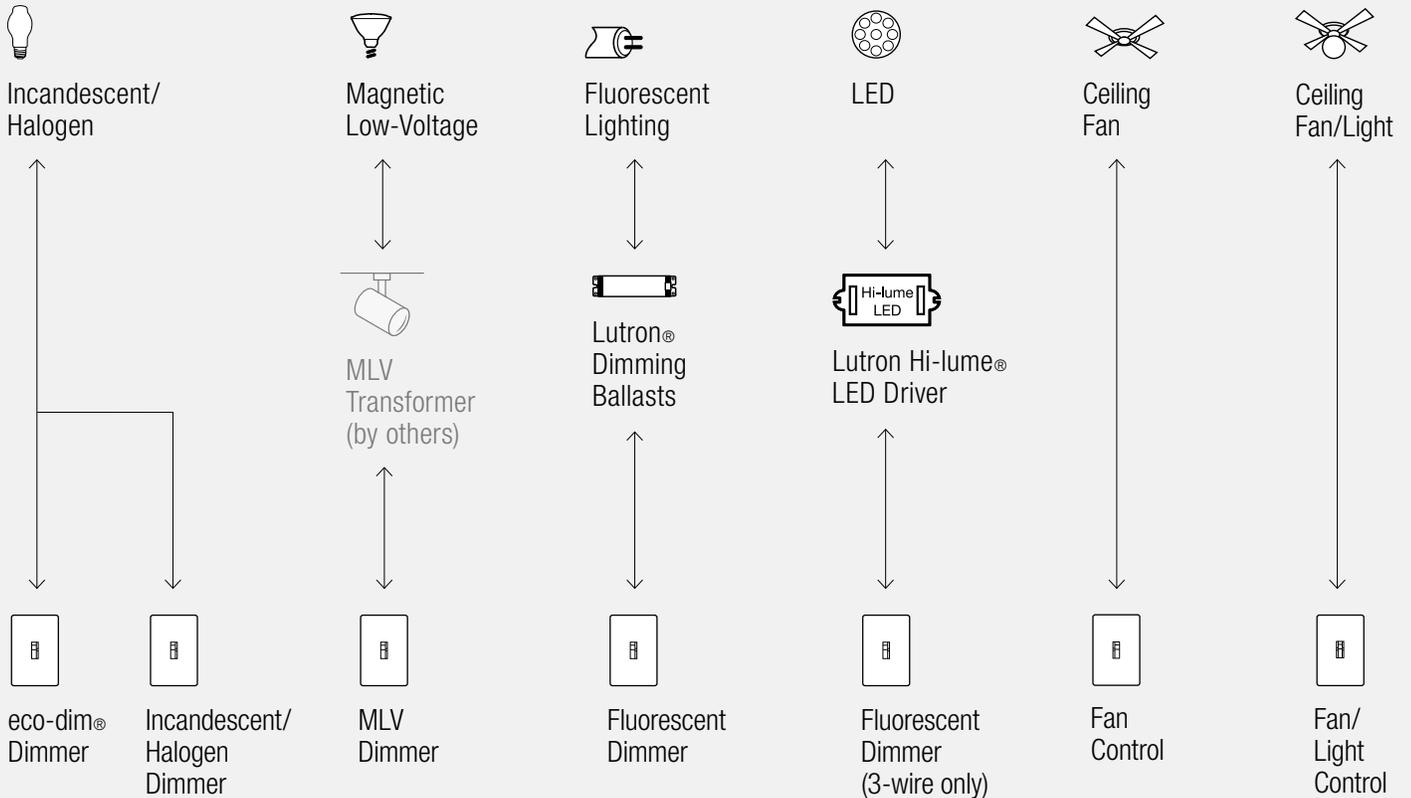 Incandescent/
Halogen
Magnetic
Low-Voltage
Fluorescent
Lighting
LED
Ceiling
Fan
Ceiling
Fan/Light
MLV
Transformer
(by others)
Lutron®
Dimming
Ballasts
Hi-lume
LED
Lutron Hi-lume®
LED Driver
eco-dim®
Dimmer
Incandescent/
Halogen
Dimmer
MLV
Dimmer
Fluorescent
Dimmer
Fluorescent
Dimmer
(3-wire only)
Fan
Control
Fan/
Light
Control